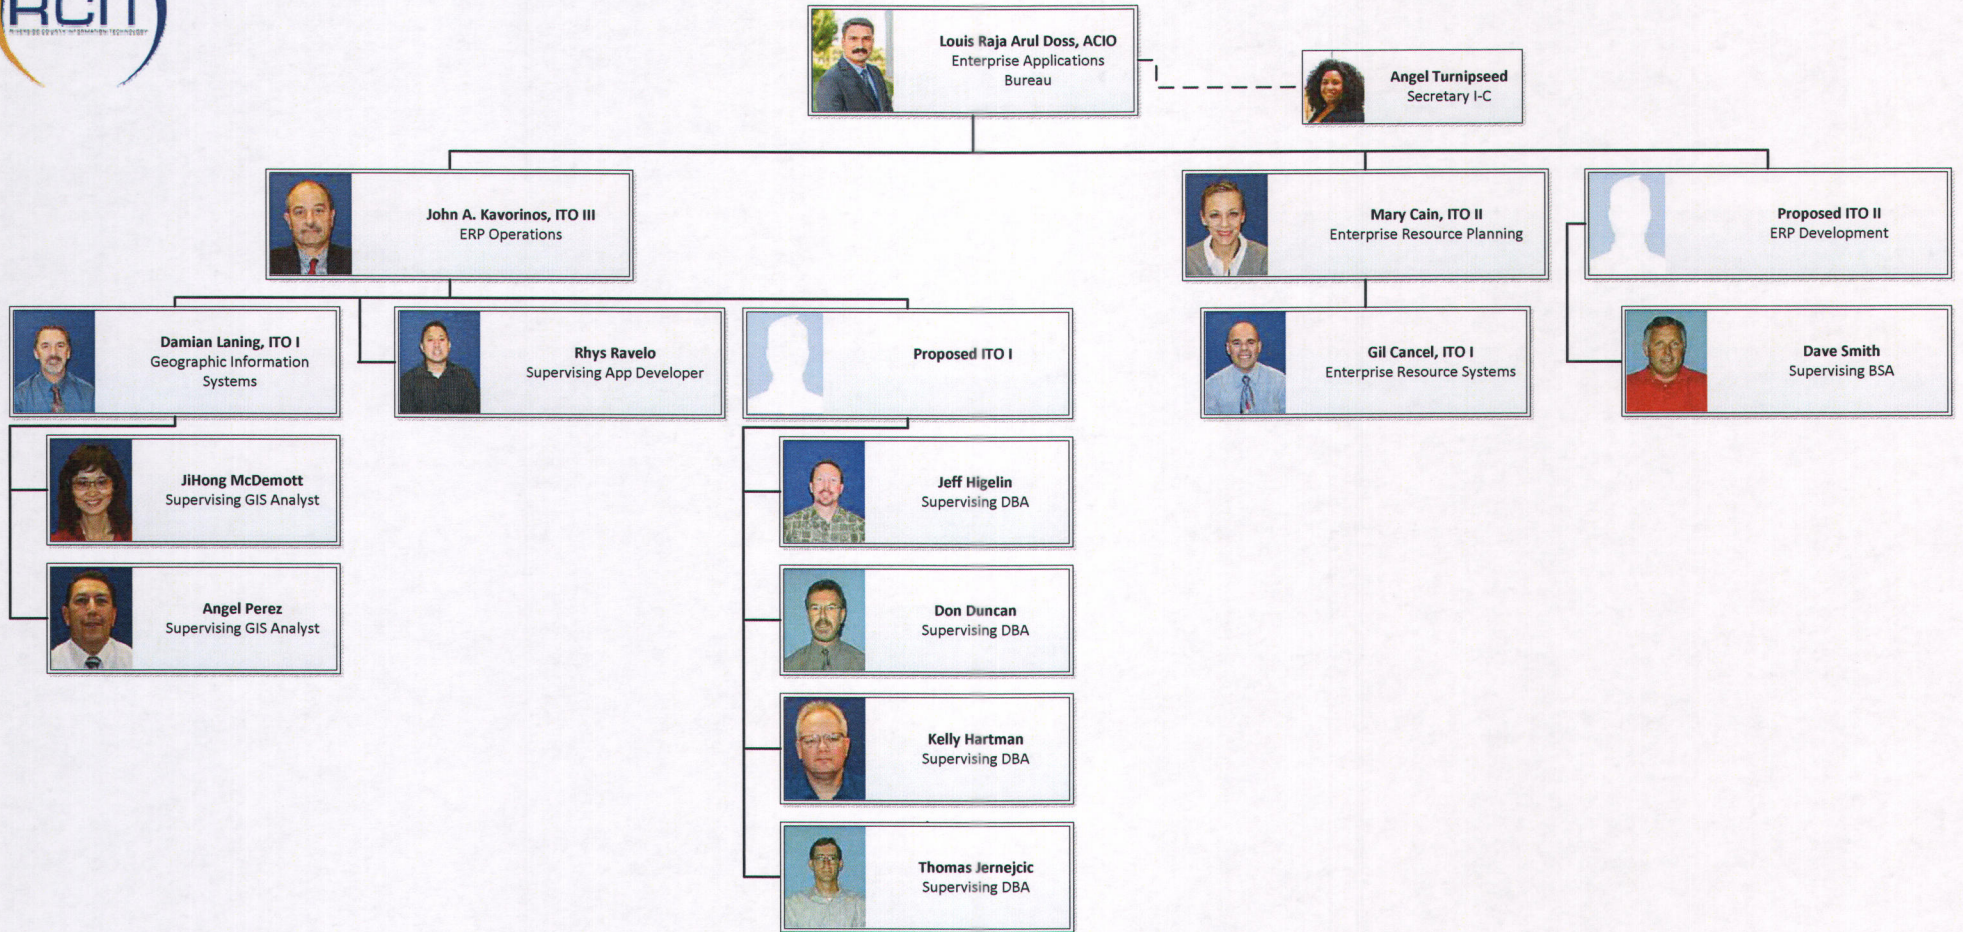 RCIT
RIVERSIDE COUNTY INFORMATION TECHNOLOGY
Louis Raja Arul Doss, ACIO
Enterprise Applications
Bureau
Angel Turnipseed
Secretary I-C
John A. Kavorinos, ITO III
ERP Operations
Mary Cain, ITO II
Enterprise Resource Planning
Proposed ITO II
ERP Development
Damian Laning, ITO I
Geographic Information
Systems
Rhys Ravelo
Supervising App Developer
Proposed ITO I
Gil Cancel, ITO I
Enterprise Resource Systems
Dave Smith
Supervising BSA
JiHong McDemott
Supervising GIS Analyst
Angel Perez
Supervising GIS Analyst
Jeff Higelin
Supervising DBA
Don Duncan
Supervising DBA
Kelly Hartman
Supervising DBA
Thomas Jernejcic
Supervising DBA